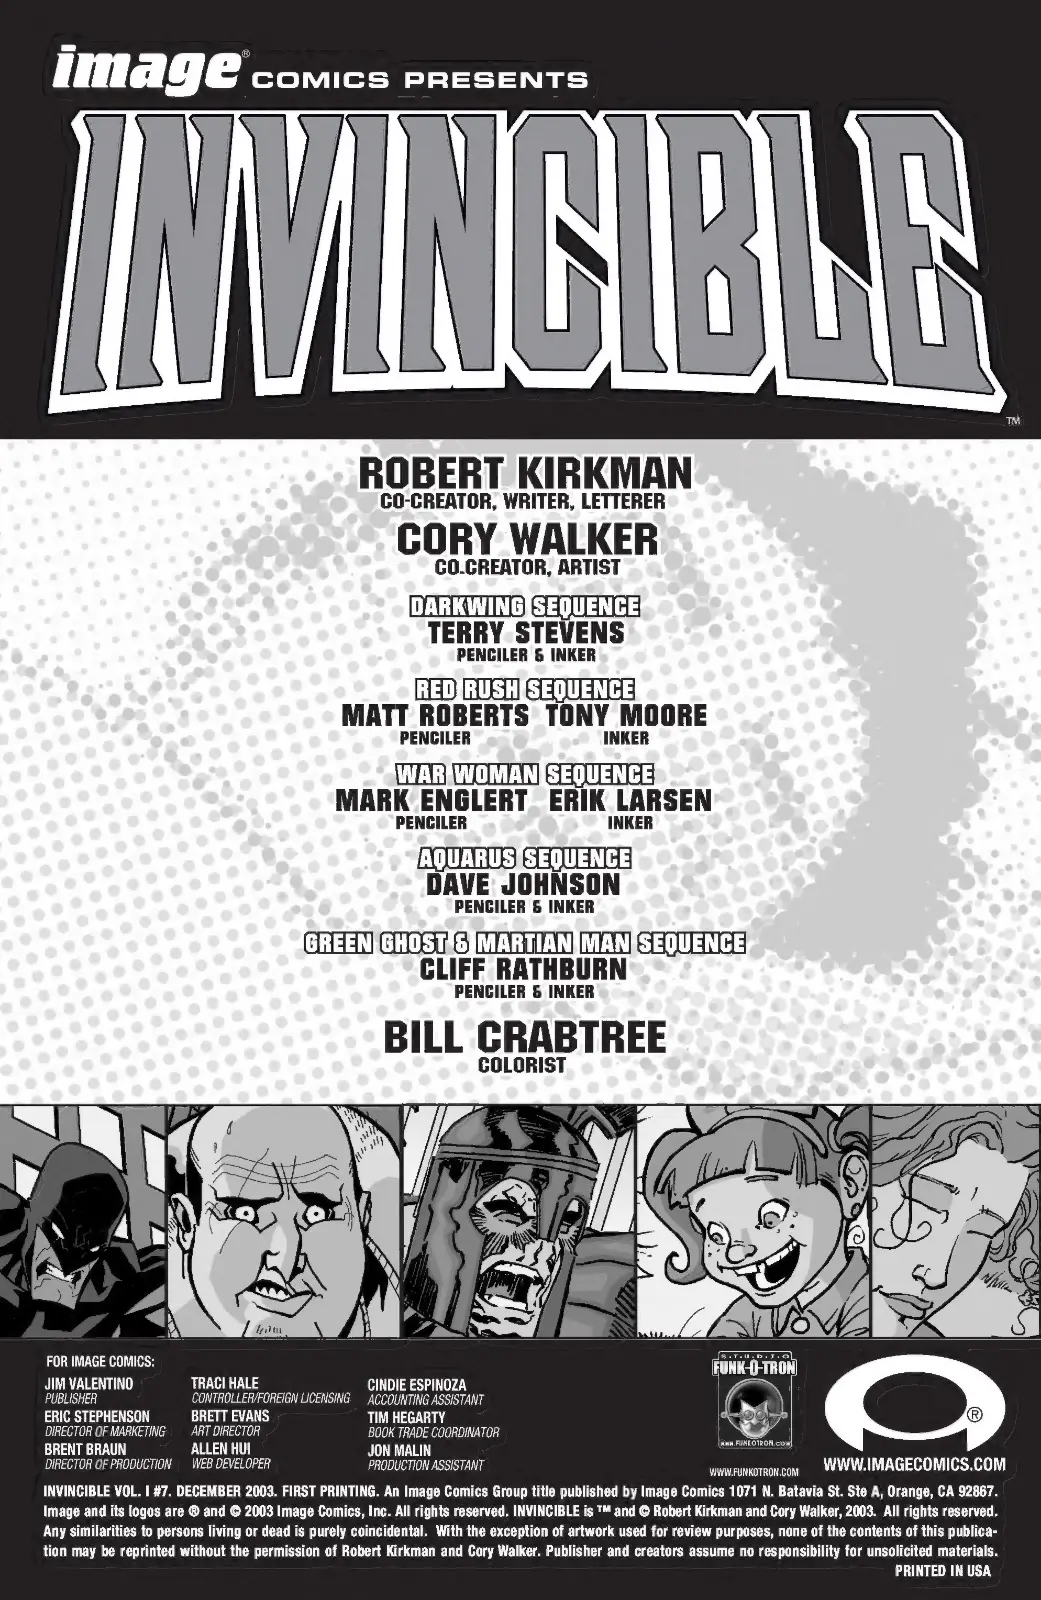 image® COMICS PRESENTS
INVINCIBLE
TM
ROBERT KIRKMAN
CO-CREATOR, WRITER, LETTERER
CORY WALKER
CO-CREATOR, ARTIST
DARKWING SEQUENCE
TERRY STEVENS
PENCILER & INKER
RED RUSH SEQUENCE
MATT ROBERTS TONY MOORE
PENCILER INKER
WAR WOMAN SEQUENCE
MARK ENGLERT ERIK LARSEN
PENCILER INKER
AQUARUS SEQUENCE
DAVE JOHNSON
PENCILER & INKER
GREEN GHOST & MARTIAN MAN SEQUENCE
CLIFF RATHBURN
PENCILER & INKER
BILL CRABTREE
COLORIST
FOR IMAGE COMICS:
JIM VALENTINO
PUBLISHER
ERIC STEPHENSON
DIRECTOR OF MARKETING
BRENT BRAUN
DIRECTOR OF PRODUCTION
TRACI HALE
CONTROLLER/FOREIGN LICENSING
BRETT EVANS
ART DIRECTOR
ALLEN HUI
WEB DEVELOPER
CINDIE ESPINOZA
ACCOUNTING ASSISTANT
TIM HEGARTY
BOOK TRADE COORDINATOR
JON MALIN
PRODUCTION ASSISTANT
STUDIO
FUNK-O-TRON
WWW.FUNKOTRON.COM
WWW.FUNKOTRON.COM
®
WWW.IMAGECOMICS.COM
INVINCIBLE VOL. I #7. DECEMBER 2003. FIRST PRINTING. An Image Comics Group title published by Image Comics 1071 N. Batavia St. Ste A, Orange, CA 92867.
Image and its logos are ® and © 2003 Image Comics, Inc. All rights reserved. INVINCIBLE is ™ and © Robert Kirkman and Cory Walker, 2003. All rights reserved.
Any similarities to persons living or dead is purely coincidental. With the exception of artwork used for review purposes, none of the contents of this publica-
tion may be reprinted without the permission of Robert Kirkman and Cory Walker. Publisher and creators assume no responsibility for unsolicited materials.
PRINTED IN USA